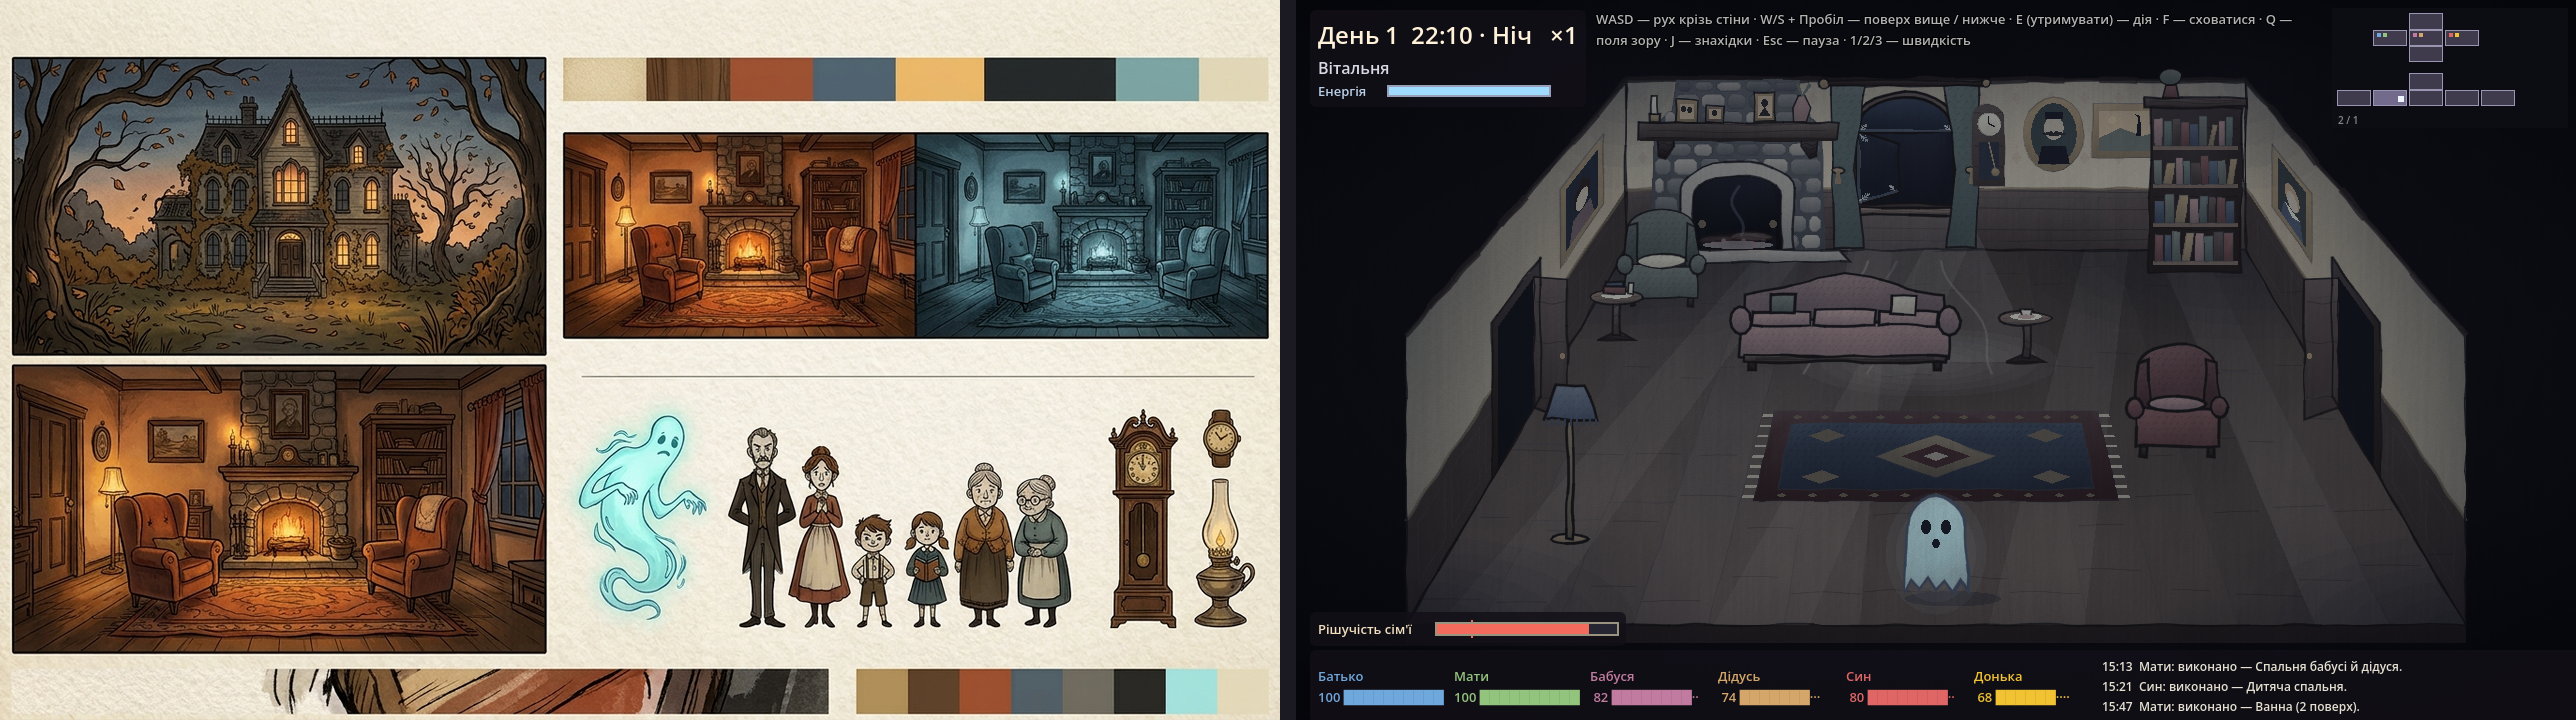 День 1 22:10 · Ніч ×1
Вітальня
Енергія
WASD — рух крізь стіни · W/S + Пробіл — поверх вище / нижче · E (утримувати) — дія · F — сховатися · Q —
поля зору · J — знахідки · Esc — пауза · 1/2/3 — швидкість
2 / 1
Рішучість сім'ї
Батько Мати Бабуся Дідусь Син Донька
100 100 82 74 80 68
15:13 Мати: виконано — Спальня бабусі й дідуся.
15:21 Син: виконано — Дитяча спальня.
15:47 Мати: виконано — Ванна (2 поверх).